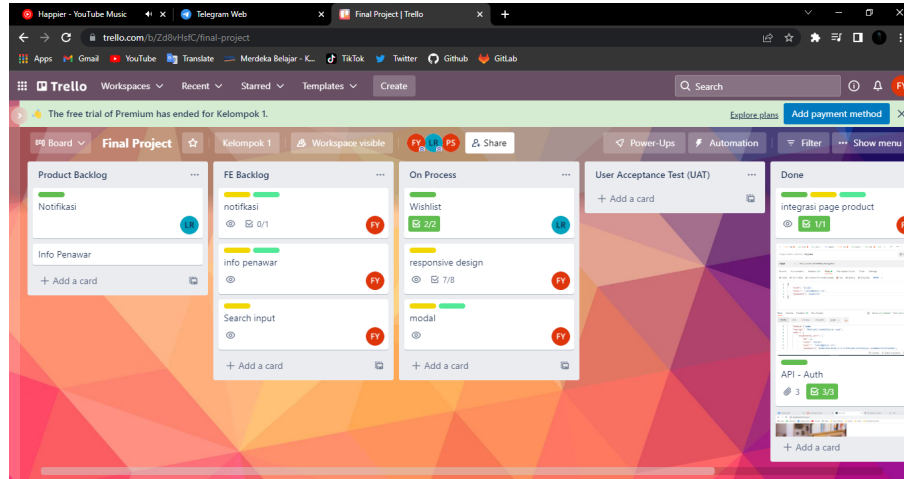 Happier - YouTube Music
Telegram Web
Final Project | Trello
trello.com/b/Zd8vHsfC/final-project
Apps Gmail YouTube Translate Merdeka Belajar - K... TikTok Twitter Github GitLab
Trello Workspaces Recent Starred Templates Create Search FY
The free trial of Premium has ended for Kelompok 1. Explore plans Add payment method
Board Final Project Kelompok 1 Workspace visible FY LR PS Share Power-Ups Automation Filter Show menu
Product Backlog
Notifikasi
LR
Info Penawar
+ Add a card
FE Backlog
notifkasi
0/1 FY
info penawar
FY
Search input
FY
+ Add a card
On Process
Wishlist
2/2 LR
responsive design
7/8 FY
modal
FY
+ Add a card
User Acceptance Test (UAT)
+ Add a card
Done
integrasi page product
1/1
API - Auth
3 3/3
+ Add a card